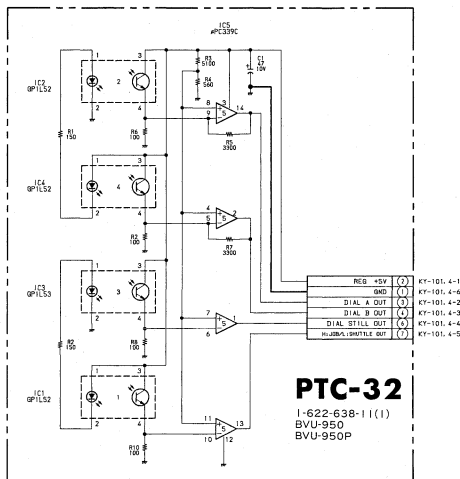 IC5
μPC339C
1
3
IC2
GP1L52
2
2
4
R3
5100
R4
560
C1
47
10V
8
9
3
5
14
R5
3300
R1
150
R6
100
1
3
IC4
GP1L52
4
2
4
R2
100
4
5
5
2
R7
3300
1
3
IC3
GP1L53
3
2
4
R2
150
R8
100
7
6
5
1
1
3
IC1
GP1L52
1
2
4
R10
100
11
10
5
13
12
REG +5V 2 KY-101. 4-1
GND 1 KY-101. 4-6
DIAL A OUT 3 KY-101. 4-2
DIAL B OUT 4 KY-101. 4-3
DIAL STILL OUT 6 KY-101. 4-4
H:JOG/L:SHUTTLE OUT 7 KY-101. 4-5
PTC-32
1-622-638-11(1)
BVU-950
BVU-950P